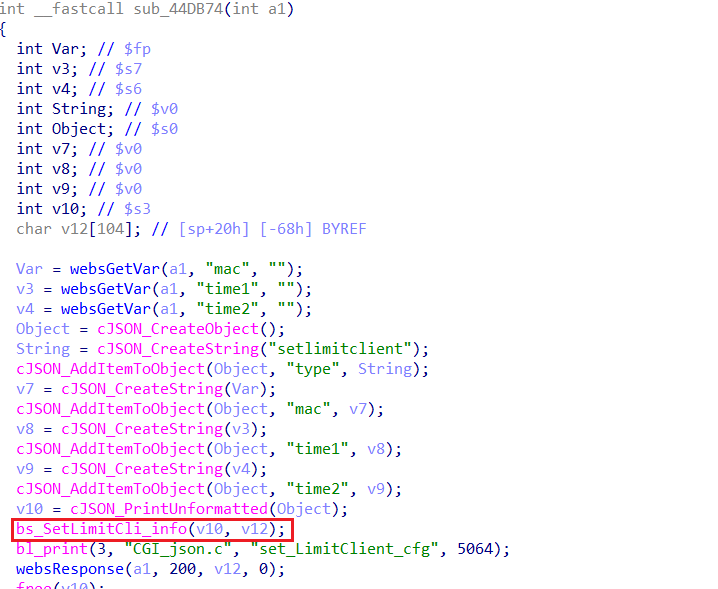 int __fastcall sub_44DB74(int a1)
{
int Var; // $fp
int v3; // $s7
int v4; // $s6
int String; // $v0
int Object; // $s0
int v7; // $v0
int v8; // $v0
int v9; // $v0
int v10; // $s3
char v12[104]; // [sp+20h] [-68h] BYREF
Var = websGetVar(a1, "mac", "");
v3 = websGetVar(a1, "time1", "");
v4 = websGetVar(a1, "time2", "");
Object = cJSON_CreateObject();
String = cJSON_CreateString("setlimitclient");
cJSON_AddItemToObject(Object, "type", String);
v7 = cJSON_CreateString(Var);
cJSON_AddItemToObject(Object, "mac", v7);
v8 = cJSON_CreateString(v3);
cJSON_AddItemToObject(Object, "time1", v8);
v9 = cJSON_CreateString(v4);
cJSON_AddItemToObject(Object, "time2", v9);
v10 = cJSON_PrintUnformatted(Object);
bs_SetLimitCli_info(v10, v12);
bl_print(3, "CGI_json.c", "set_LimitClient_cfg", 5064);
websResponse(a1, 200, v12, 0);
free(v10);